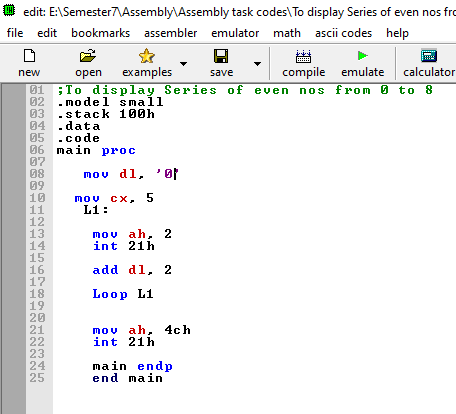 edit: E:\Semester7\Assembly\Assembly task codes\To display Series of even nos fro
file edit bookmarks assembler emulator math ascii codes help
new open examples save compile emulate calculator
01 ;To display Series of even nos from 0 to 8
02 .model small
03 .stack 100h
04 .data
05 .code
06 main proc
07
08 mov dl, '0'
09
10 mov cx, 5
11 L1:
12
13 mov ah, 2
14 int 21h
15
16 add dl, 2
17
18 Loop L1
19
20
21 mov ah, 4ch
22 int 21h
23
24 main endp
25 end main